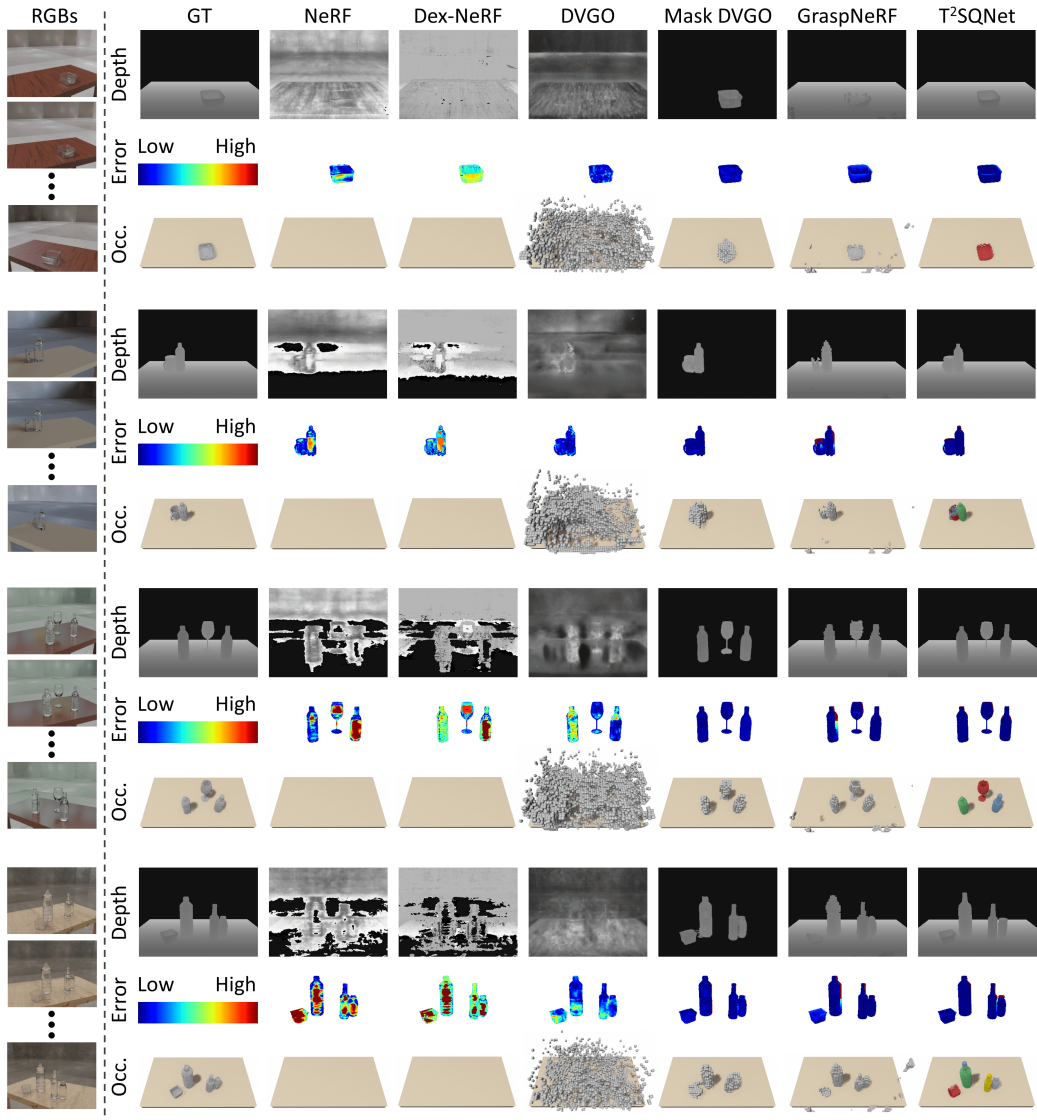 RGBs GT NeRF Dex-NeRF DVGO Mask DVGO GraspNeRF T²SQNet
Depth
Error
Low High
Occ.
Depth
Error
Low High
Occ.
Depth
Error
Low High
Occ.
Depth
Error
Low High
Occ.